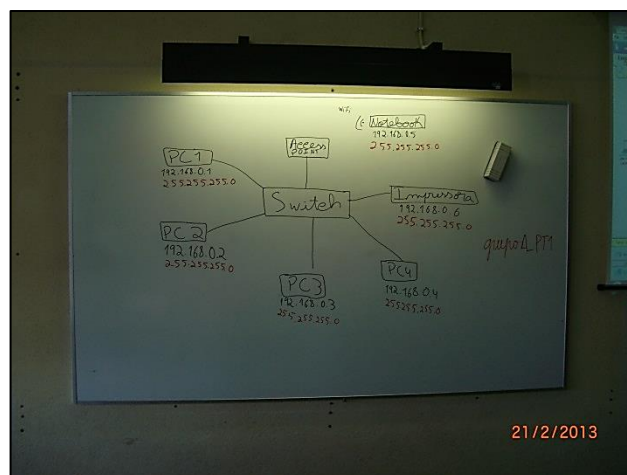 wifi
Notebook
192.168.0.5
255.255.255.0
Access
POINT
PC1
192.168.0.1
255.255.255.0
Switch
Impressora
192.168.0.6
255.255.255.0
PC2
192.168.0.2
255.255.255.0
grupo1_PT1
PC3
192.168.0.3
255.255.255.0
PC4
192.168.0.4
255.255.255.0
21/2/2013